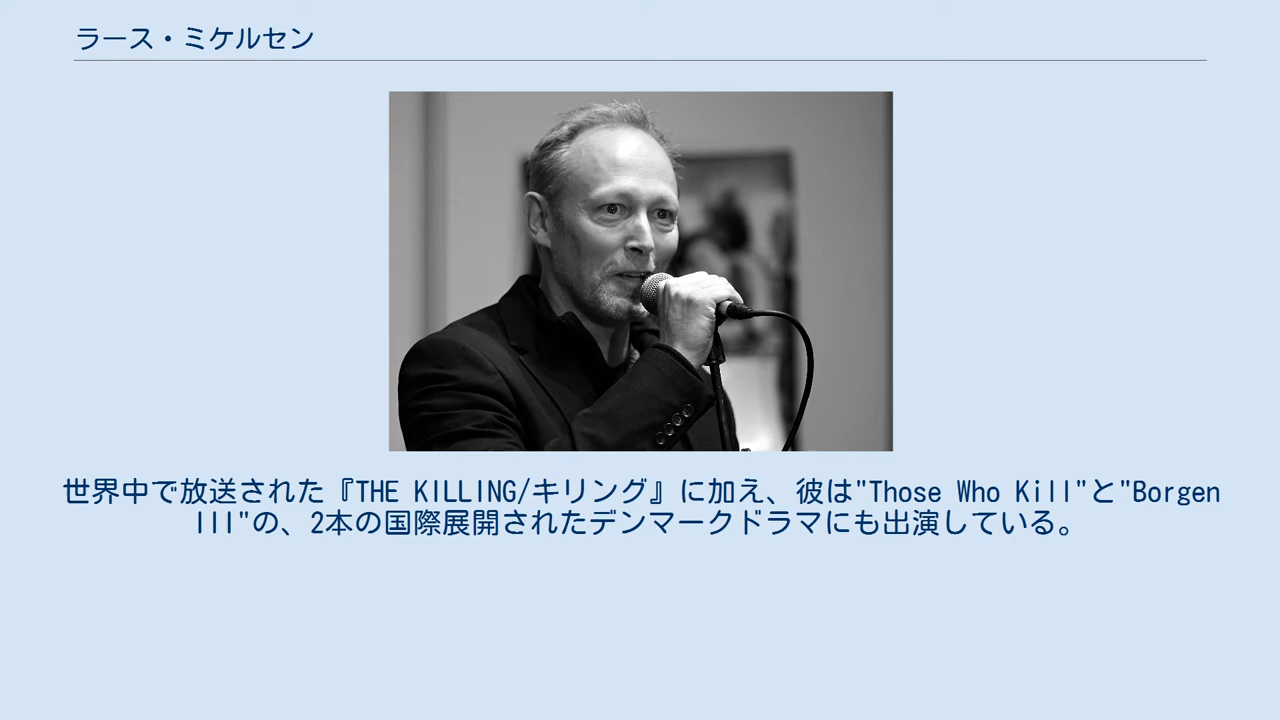 ラース・ミケルセン
世界中で放送された『THE KILLING/キリング』に加え、彼は"Those Who Kill"と"Borgen
III"の、2本の国際展開されたデンマークドラマにも出演している。